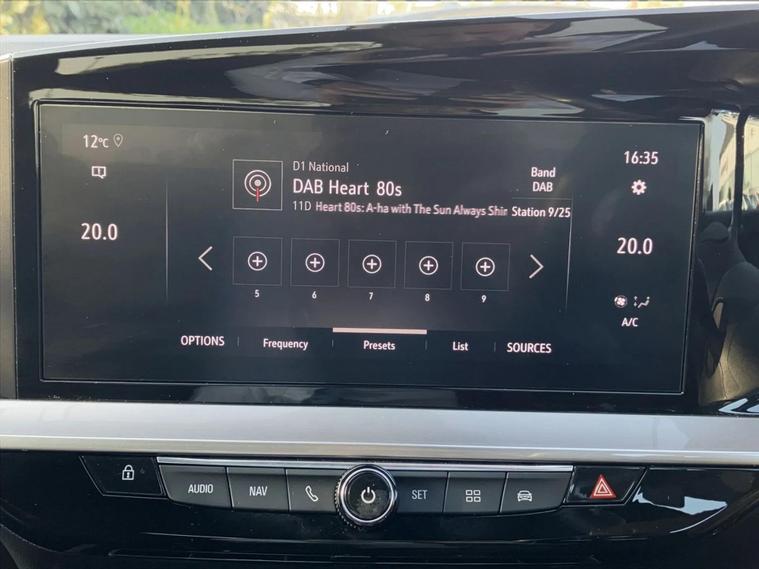 12°C
16:35
D1 National
DAB Heart 80s
11D Heart 80s: A-ha with The Sun Always Shin
Band
DAB
Station 9/25
20.0
20.0
5 6 7 8 9
A/C
OPTIONS Frequency Presets List SOURCES
AUDIO NAV SET